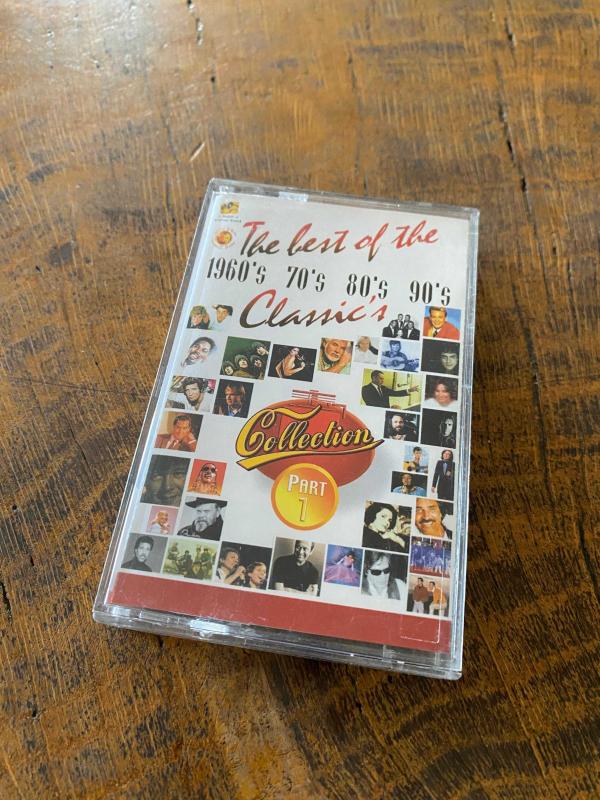 The best of the
1960's 70's 80's 90's
Classic's
Collection
PART
1